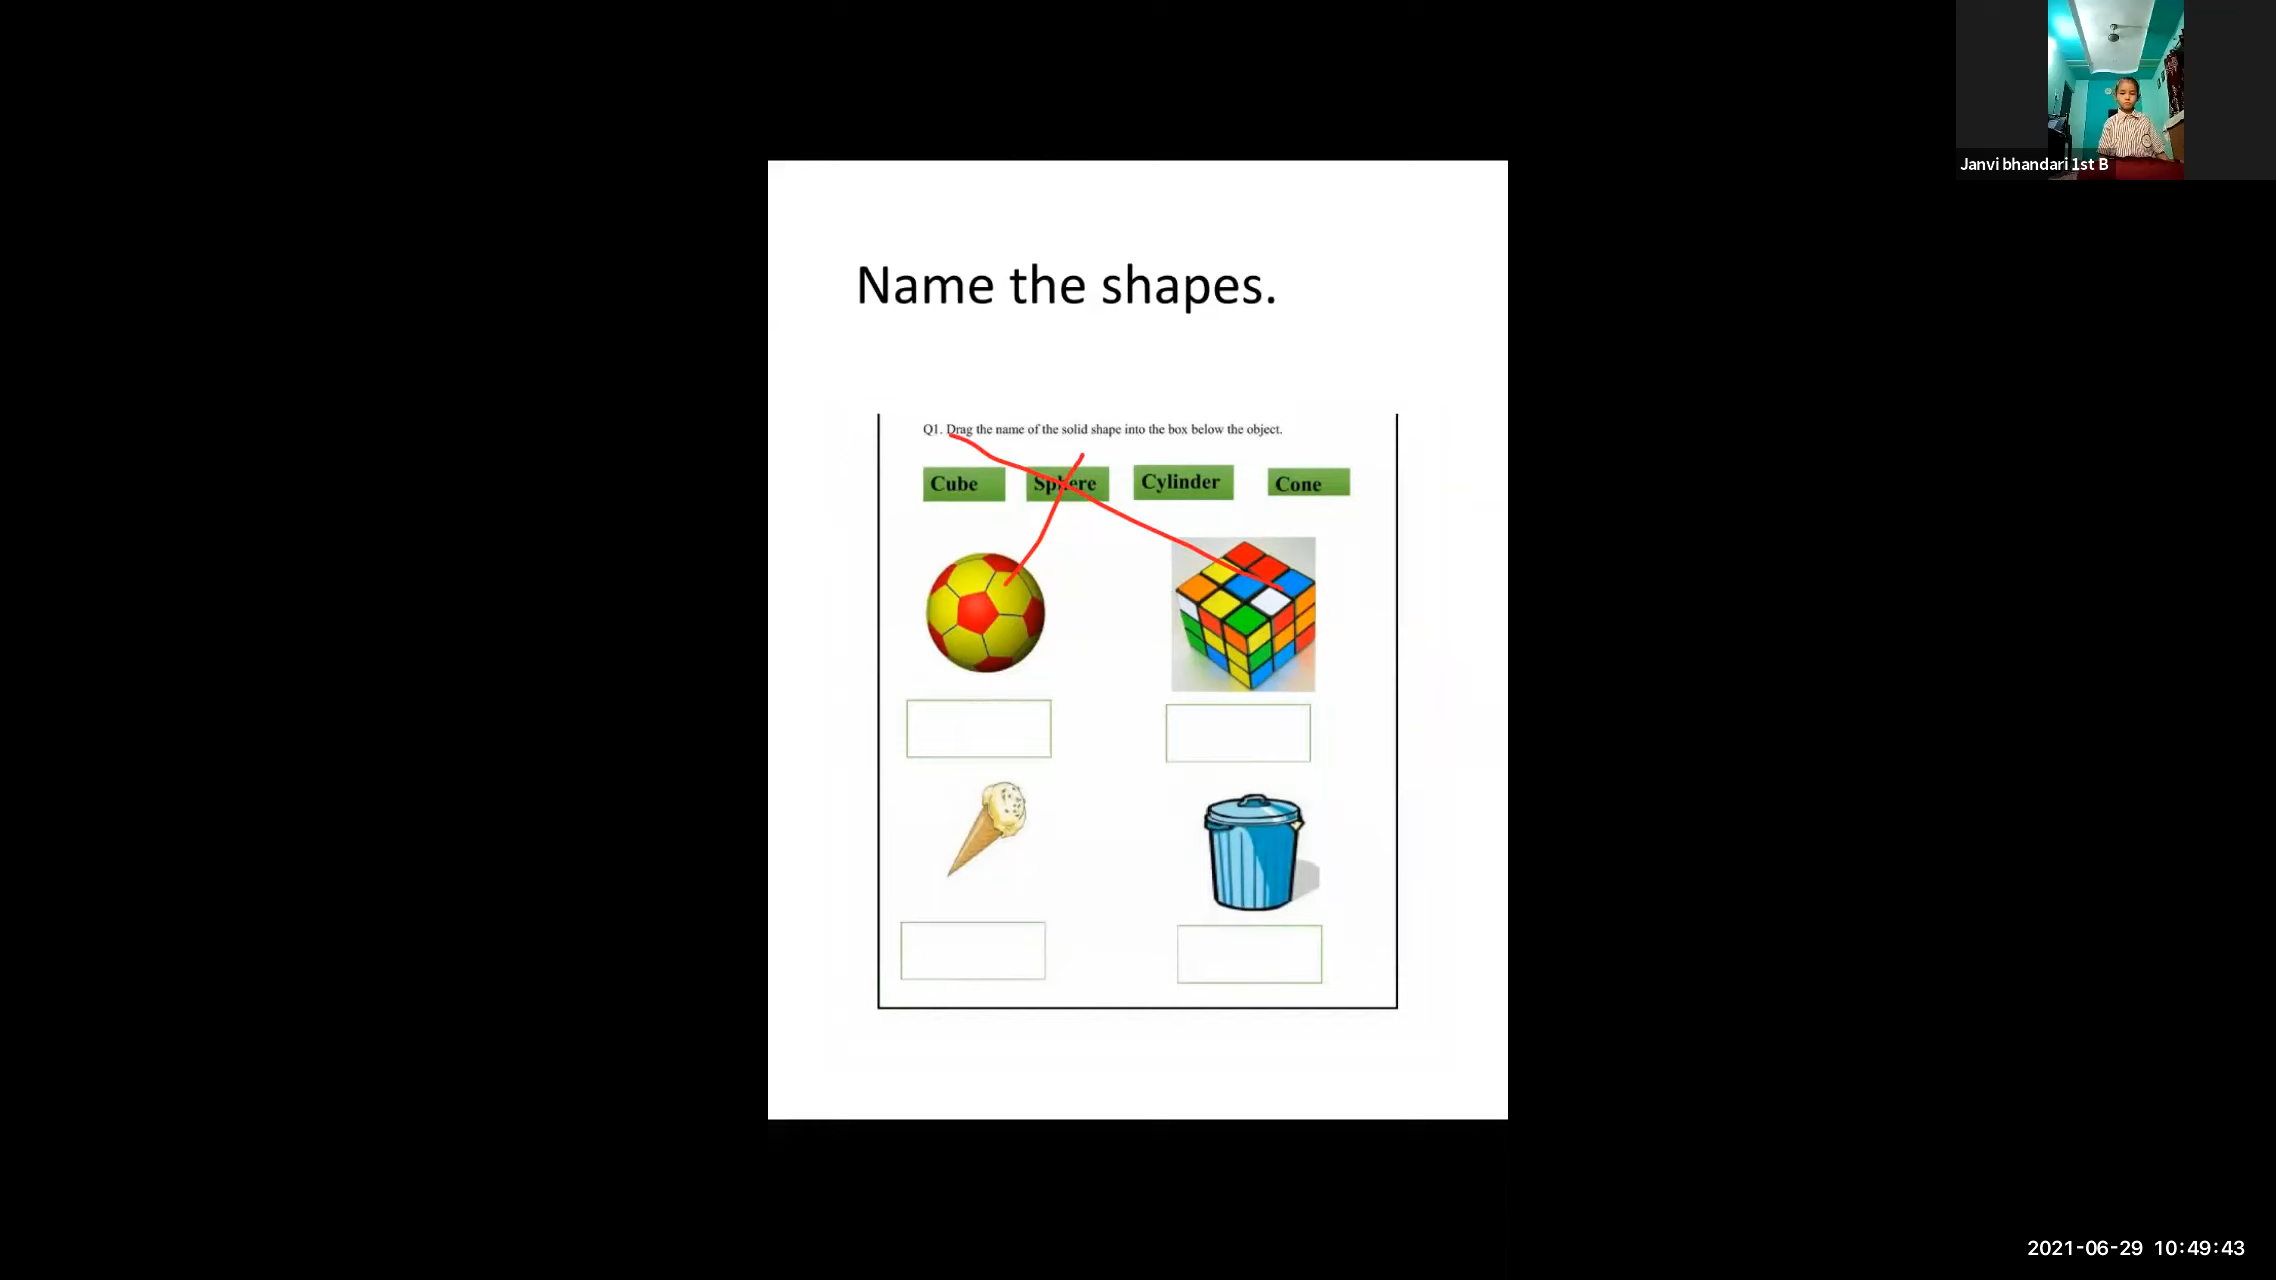 Janvi bhandari 1st B
Name the shapes.
Q1. Drag the name of the solid shape into the box below the object.
Cube Sphere Cylinder Cone
2021-06-29 10:49:43